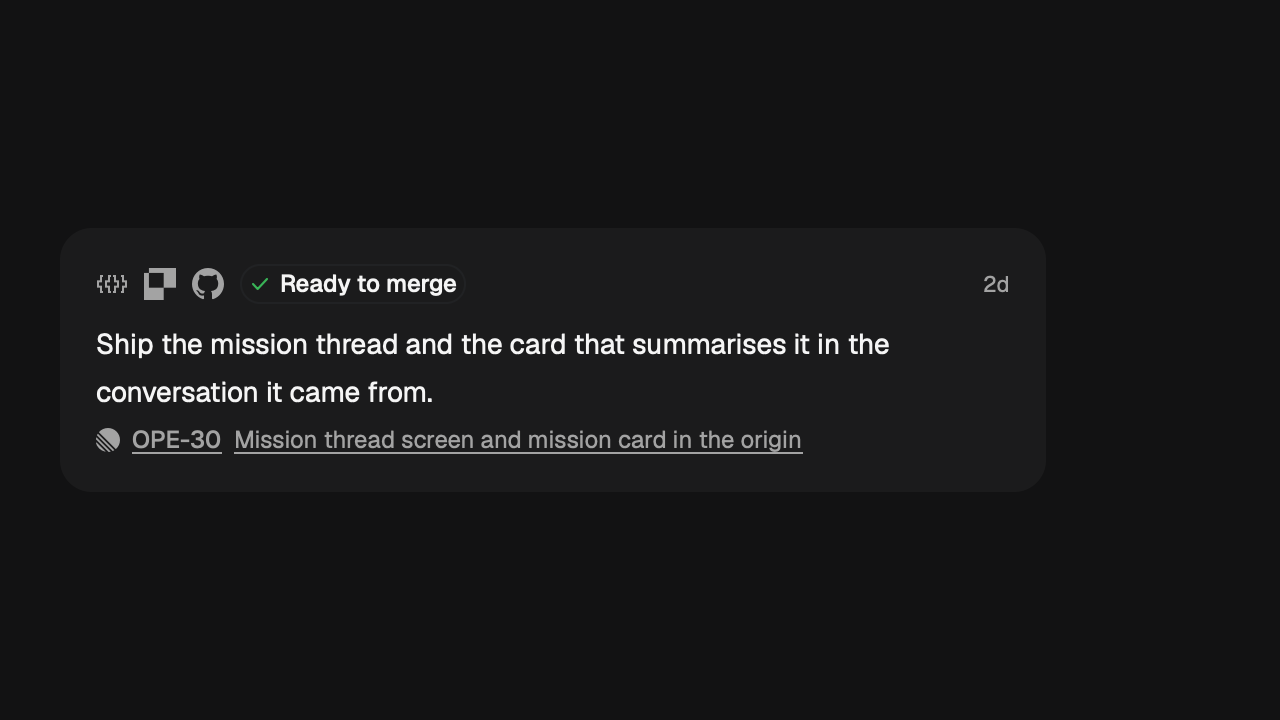 Ready to merge
2d
Ship the mission thread and the card that summarises it in the
conversation it came from.
OPE-30 Mission thread screen and mission card in the origin